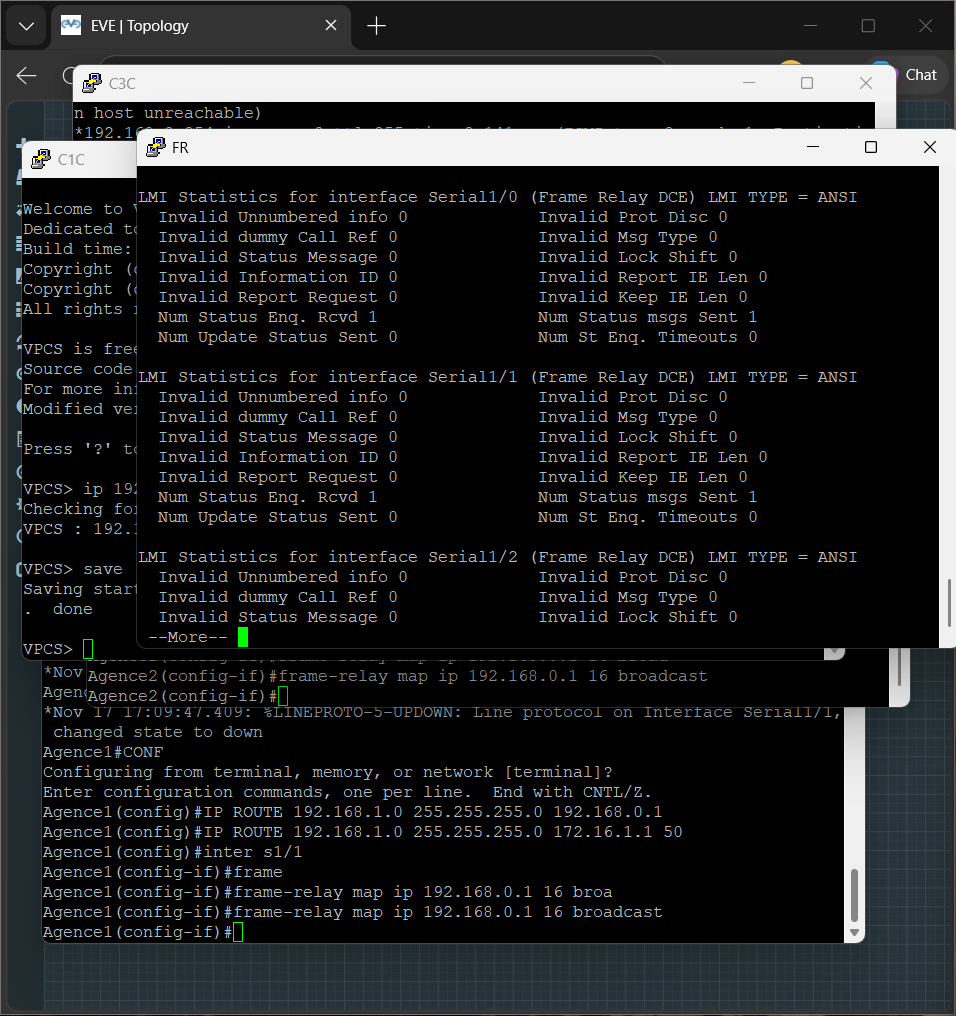 EVE | Topology
Chat
C3C
n host unreachable)
C1C
FR
Welcome to
Dedicated to
Build time:
Copyright (
Copyright (
All rights
VPCS is free
Source code
For more in
Modified ve
Press '?' to
VPCS> ip 192
Checking for
VPCS : 192.1
VPCS> save
Saving start
.  done
VPCS>
LMI Statistics for interface Serial1/0 (Frame Relay DCE) LMI TYPE = ANSI
Invalid Unnumbered info 0 Invalid Prot Disc 0
Invalid dummy Call Ref 0 Invalid Msg Type 0
Invalid Status Message 0 Invalid Lock Shift 0
Invalid Information ID 0 Invalid Report IE Len 0
Invalid Report Request 0 Invalid Keep IE Len 0
Num Status Enq. Rcvd 1 Num Status msgs Sent 1
Num Update Status Sent 0 Num St Enq. Timeouts 0
LMI Statistics for interface Serial1/1 (Frame Relay DCE) LMI TYPE = ANSI
Invalid Unnumbered info 0 Invalid Prot Disc 0
Invalid dummy Call Ref 0 Invalid Msg Type 0
Invalid Status Message 0 Invalid Lock Shift 0
Invalid Information ID 0 Invalid Report IE Len 0
Invalid Report Request 0 Invalid Keep IE Len 0
Num Status Enq. Rcvd 1 Num Status msgs Sent 1
Num Update Status Sent 0 Num St Enq. Timeouts 0
LMI Statistics for interface Serial1/2 (Frame Relay DCE) LMI TYPE = ANSI
Invalid Unnumbered info 0 Invalid Prot Disc 0
Invalid dummy Call Ref 0 Invalid Msg Type 0
Invalid Status Message 0 Invalid Lock Shift 0
--More--
*Nov
Agenc
Agence2(config-if)#frame-relay map ip 192.168.0.1 16 broadcast
Agence2(config-if)#
*Nov 17 17:09:47.409: %LINEPROTO-5-UPDOWN: Line protocol on Interface Serial1/1,
changed state to down
Agence1#CONF
Configuring from terminal, memory, or network [terminal]?
Enter configuration commands, one per line.  End with CNTL/Z.
Agence1(config)#IP ROUTE 192.168.1.0 255.255.255.0 192.168.0.1
Agence1(config)#IP ROUTE 192.168.1.0 255.255.255.0 172.16.1.1 50
Agence1(config)#inter s1/1
Agence1(config-if)#frame
Agence1(config-if)#frame-relay map ip 192.168.0.1 16 broa
Agence1(config-if)#frame-relay map ip 192.168.0.1 16 broadcast
Agence1(config-if)#